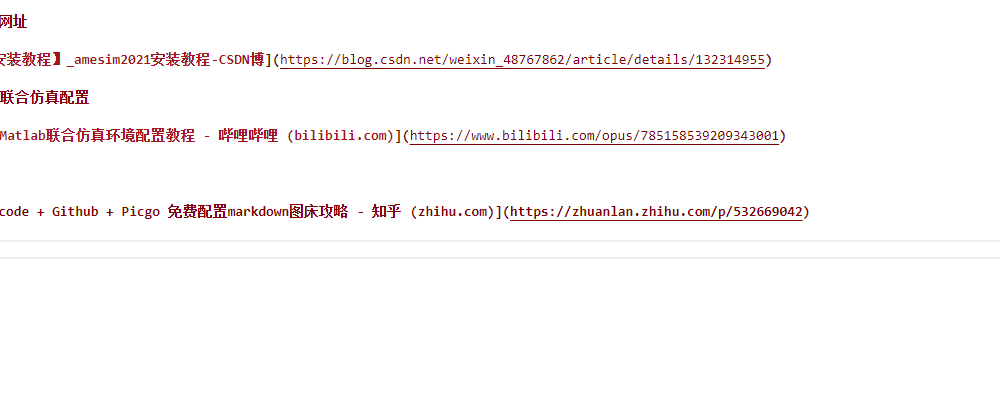 网址
安装教程】_amesim2021安装教程-CSDN博](https://blog.csdn.net/weixin_48767862/article/details/132314955)
联合仿真配置
Matlab联合仿真环境配置教程 - 哔哩哔哩 (bilibili.com)](https://www.bilibili.com/opus/785158539209343001)
code + Github + Picgo 免费配置markdown图床攻略 - 知乎 (zhihu.com)](https://zhuanlan.zhihu.com/p/532669042)